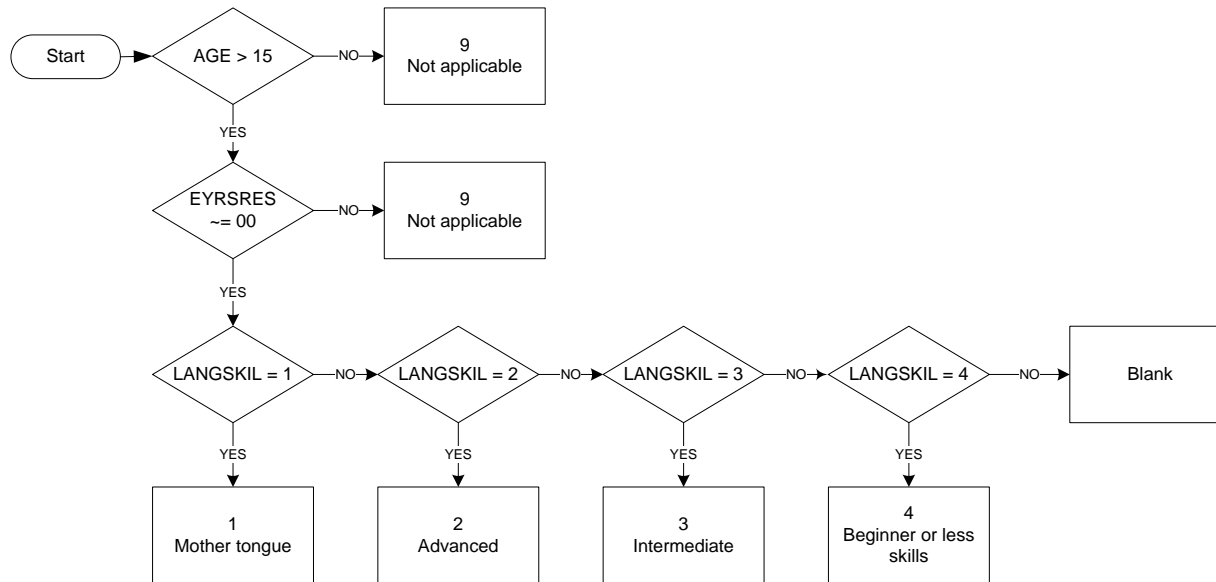 Start
AGE > 15
NO
9
Not applicable
YES
EYRSRES
~= 00
NO
9
Not applicable
YES
LANGSKIL = 1
NO
LANGSKIL = 2
NO
LANGSKIL = 3
NO
LANGSKIL = 4
NO
Blank
YES
YES
YES
YES
1
Mother tongue
2
Advanced
3
Intermediate
4
Beginner or less
skills